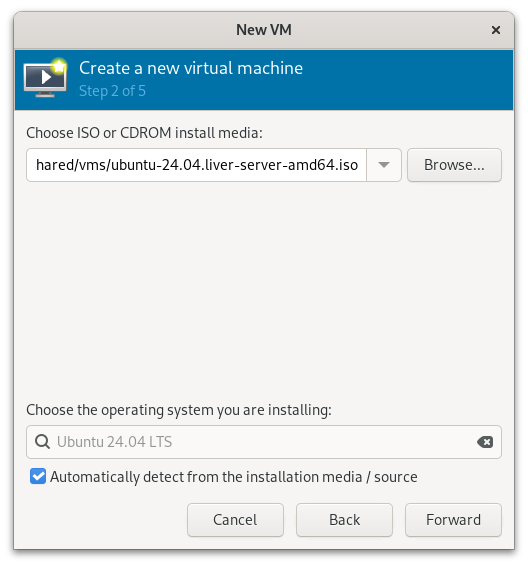 New VM
Create a new virtual machine
Step 2 of 5
Choose ISO or CDROM install media:
hared/vms/ubuntu-24.04.liver-server-amd64.iso
Browse...
Choose the operating system you are installing:
Ubuntu 24.04 LTS
Automatically detect from the installation media / source
Cancel Back Forward